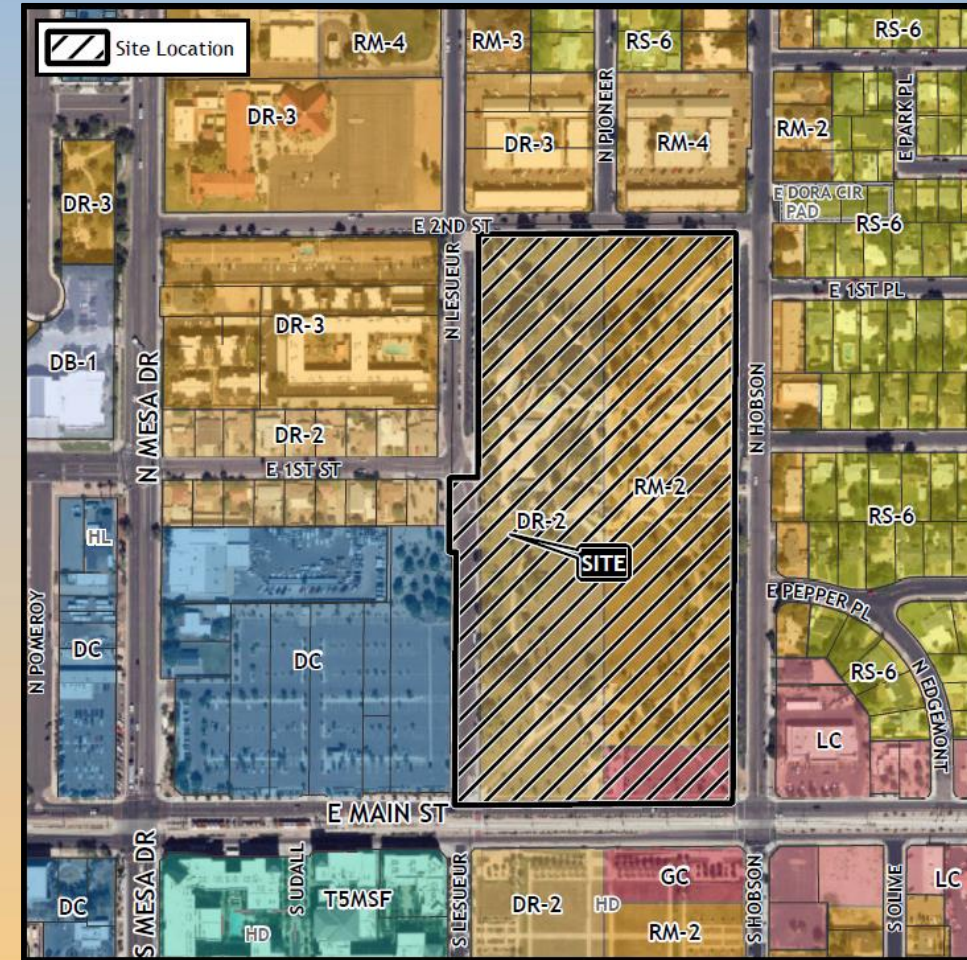 Site Location
RM-4
RM-3
RS-6
RS-6
DR-3
DR-3
N PIONEER
RM-4
RM-2
E PARK PL
DR-3
E DORA CIR
PAD
RS-6
E 2ND ST
N LESUEUR
E 1ST PL
DB-1
N MESA DR
DR-3
N HOBSON
DR-2
E 1ST ST
RM-2
RS-6
HL
DR-2
SITE
E PEPPER PL
N POMEROY
DC
DC
RS-6
N EDGEMONT
LC
E MAIN ST
DC
S MESA DR
HD
S UDALL
T5MSF
S LESUEUR
DR-2
HD
GC
RM-2
S HOBSON
S OLIVE
LC